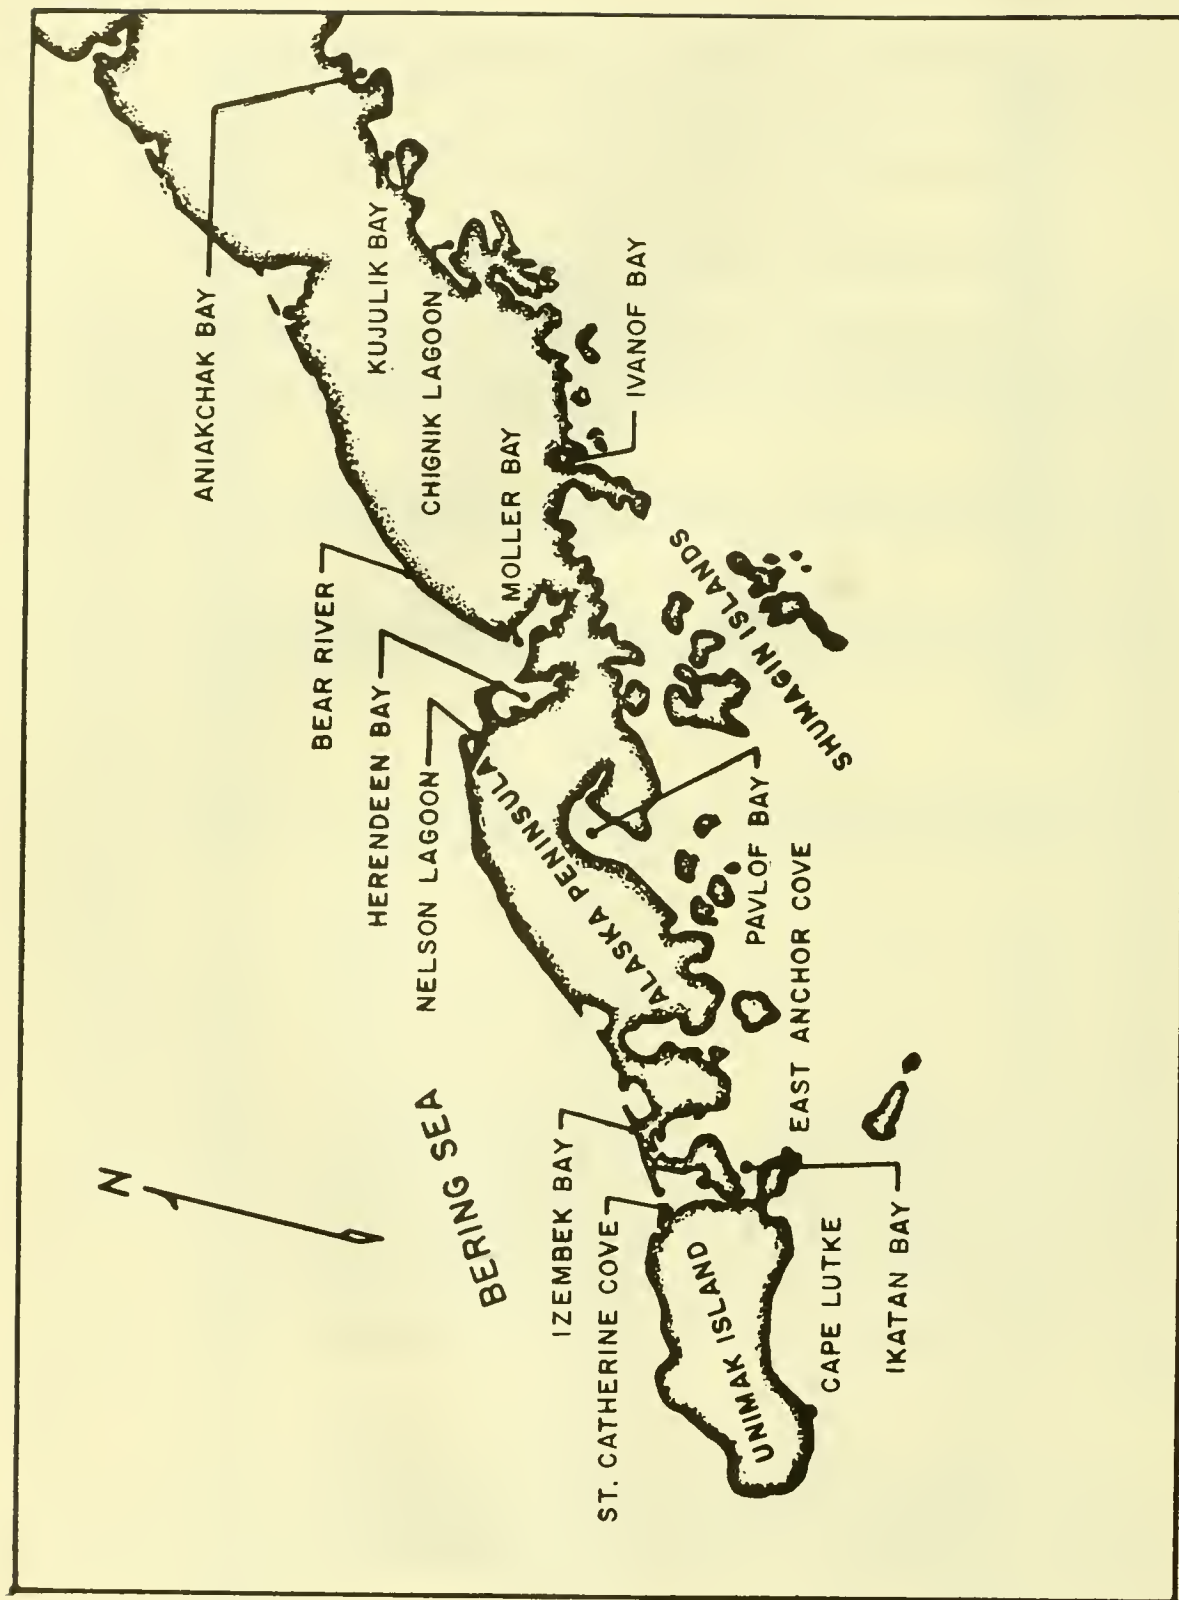 N
BERING SEA
ANIAKCHAK BAY
BEAR RIVER
HERENDEEN BAY
NELSON LAGOON
KUJULIK BAY
CHIGNIK LAGOON
MOLLER BAY
IVANOF BAY
IZEMBEK BAY
ST. CATHERINE COVE
ALASKA PENINSULA
SHUMAGIN ISLANDS
UNIMAK ISLAND
PAVLOF BAY
EAST ANCHOR COVE
CAPE LUTKE
IKATAN BAY